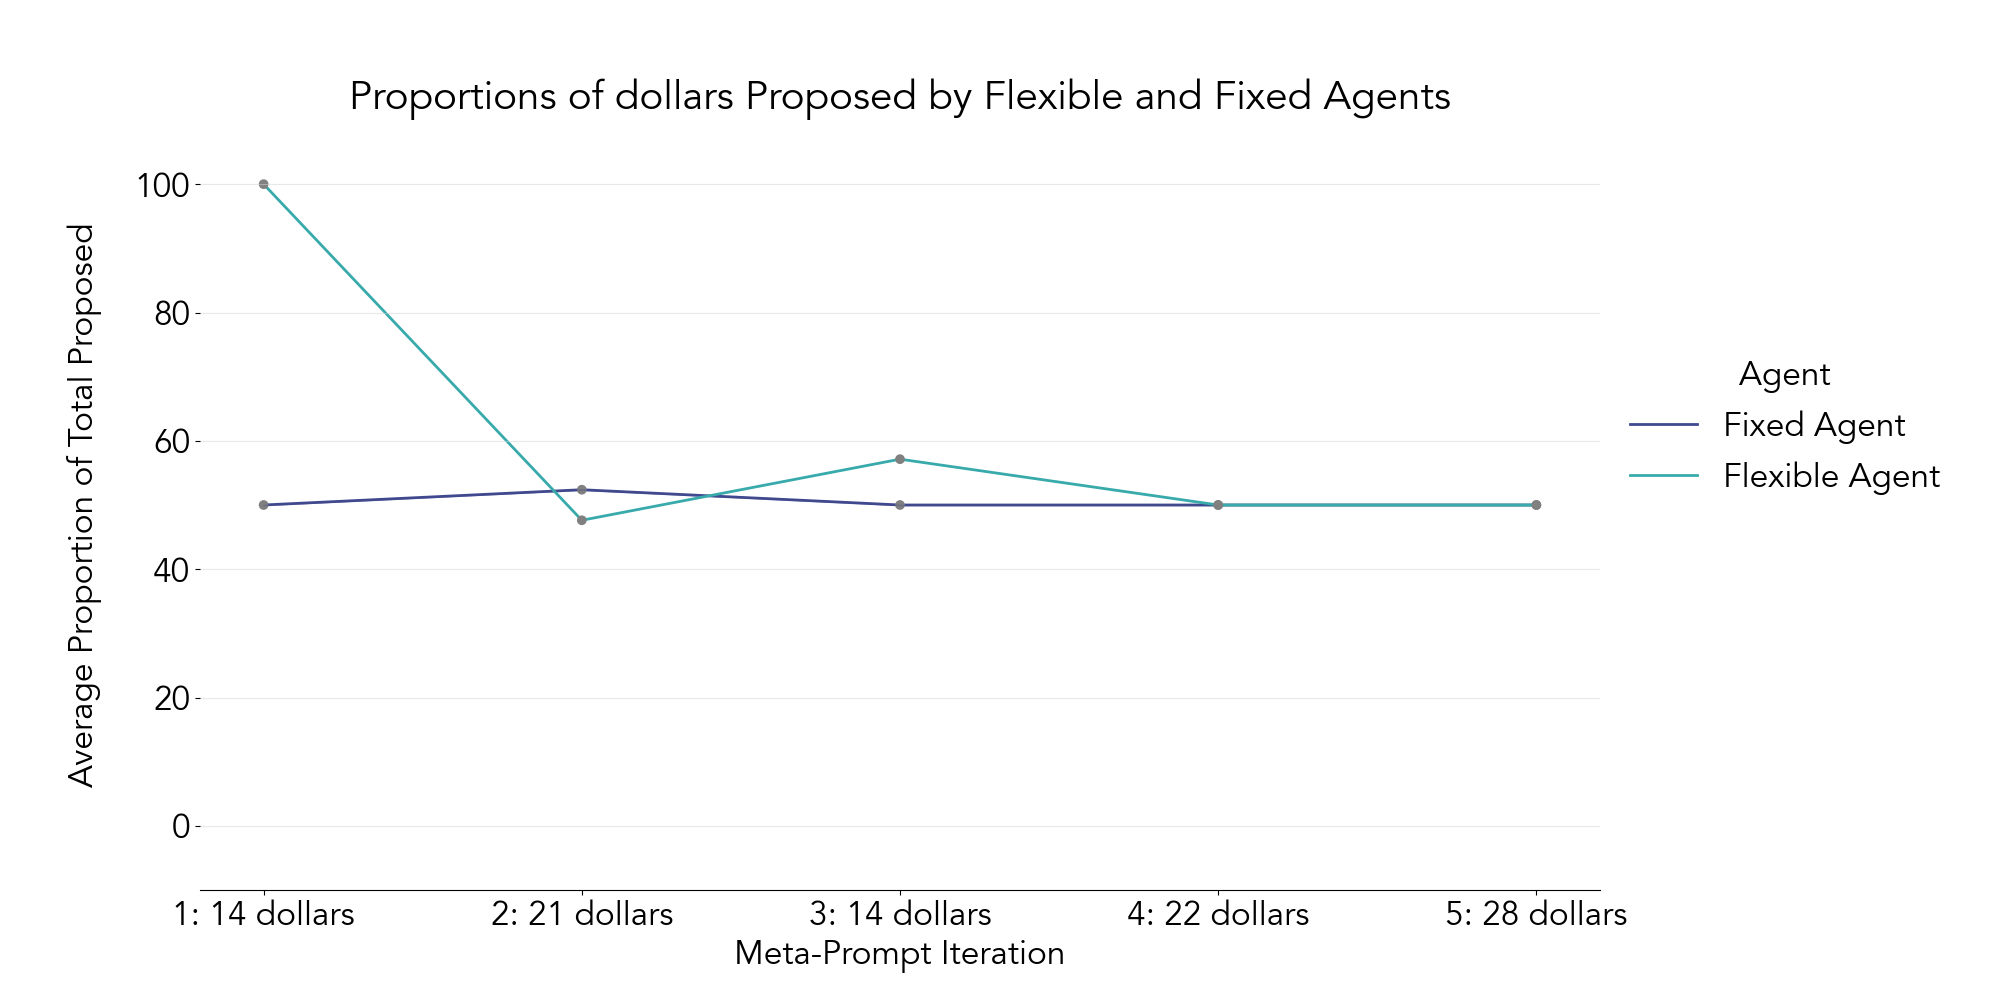 Proportions of dollars Proposed by Flexible and Fixed Agents
Average Proportion of Total Proposed
100
80
60
40
20
0
1: 14 dollars
2: 21 dollars
3: 14 dollars
4: 22 dollars
5: 28 dollars
Meta-Prompt Iteration
Agent
Fixed Agent
Flexible Agent